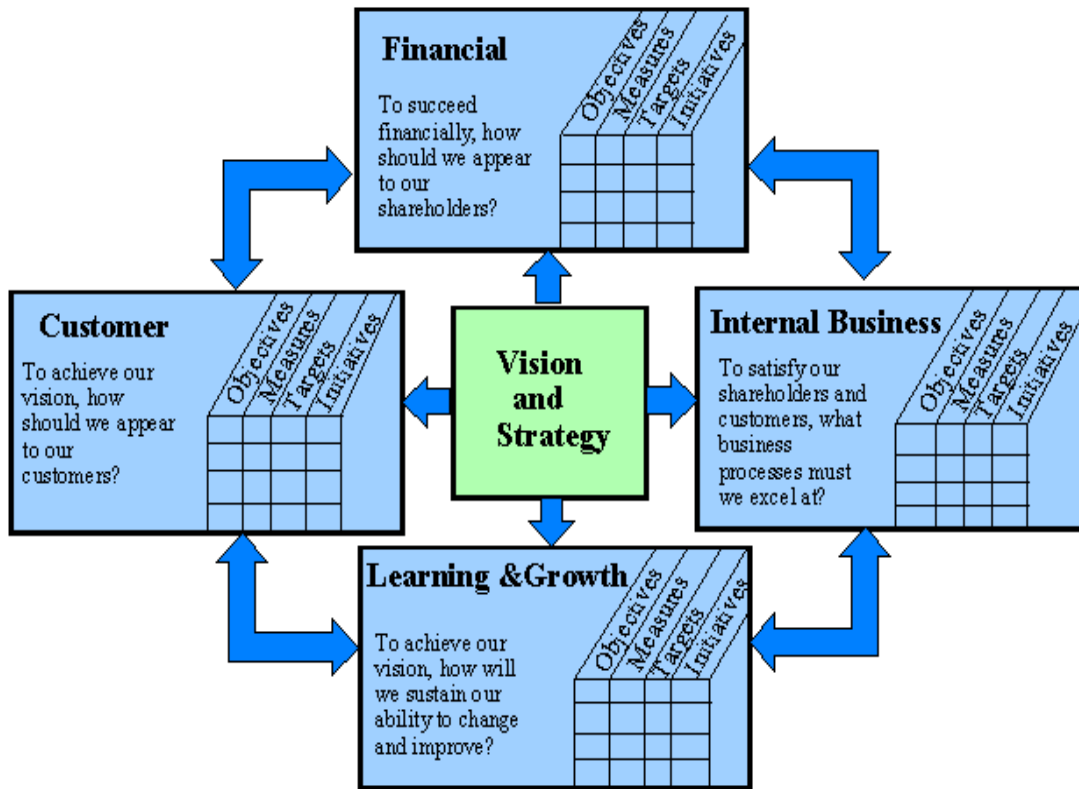 Financial
Objectives
Measures
Targets
Initiatives
To succeed
financially, how
should we appear
to our
shareholders?
Customer
Objectives
Measures
Targets
Initiatives
To achieve our
vision, how
should we appear
to our
customers?
Vision
and
Strategy
Internal Business
Objectives
Measures
Targets
Initiatives
To satisfy our
shareholders and
customers, what
business
processes must
we excel at?
Learning &Growth
Objectives
Measures
Targets
Initiatives
To achieve our
vision, how will
we sustain our
ability to change
and improve?